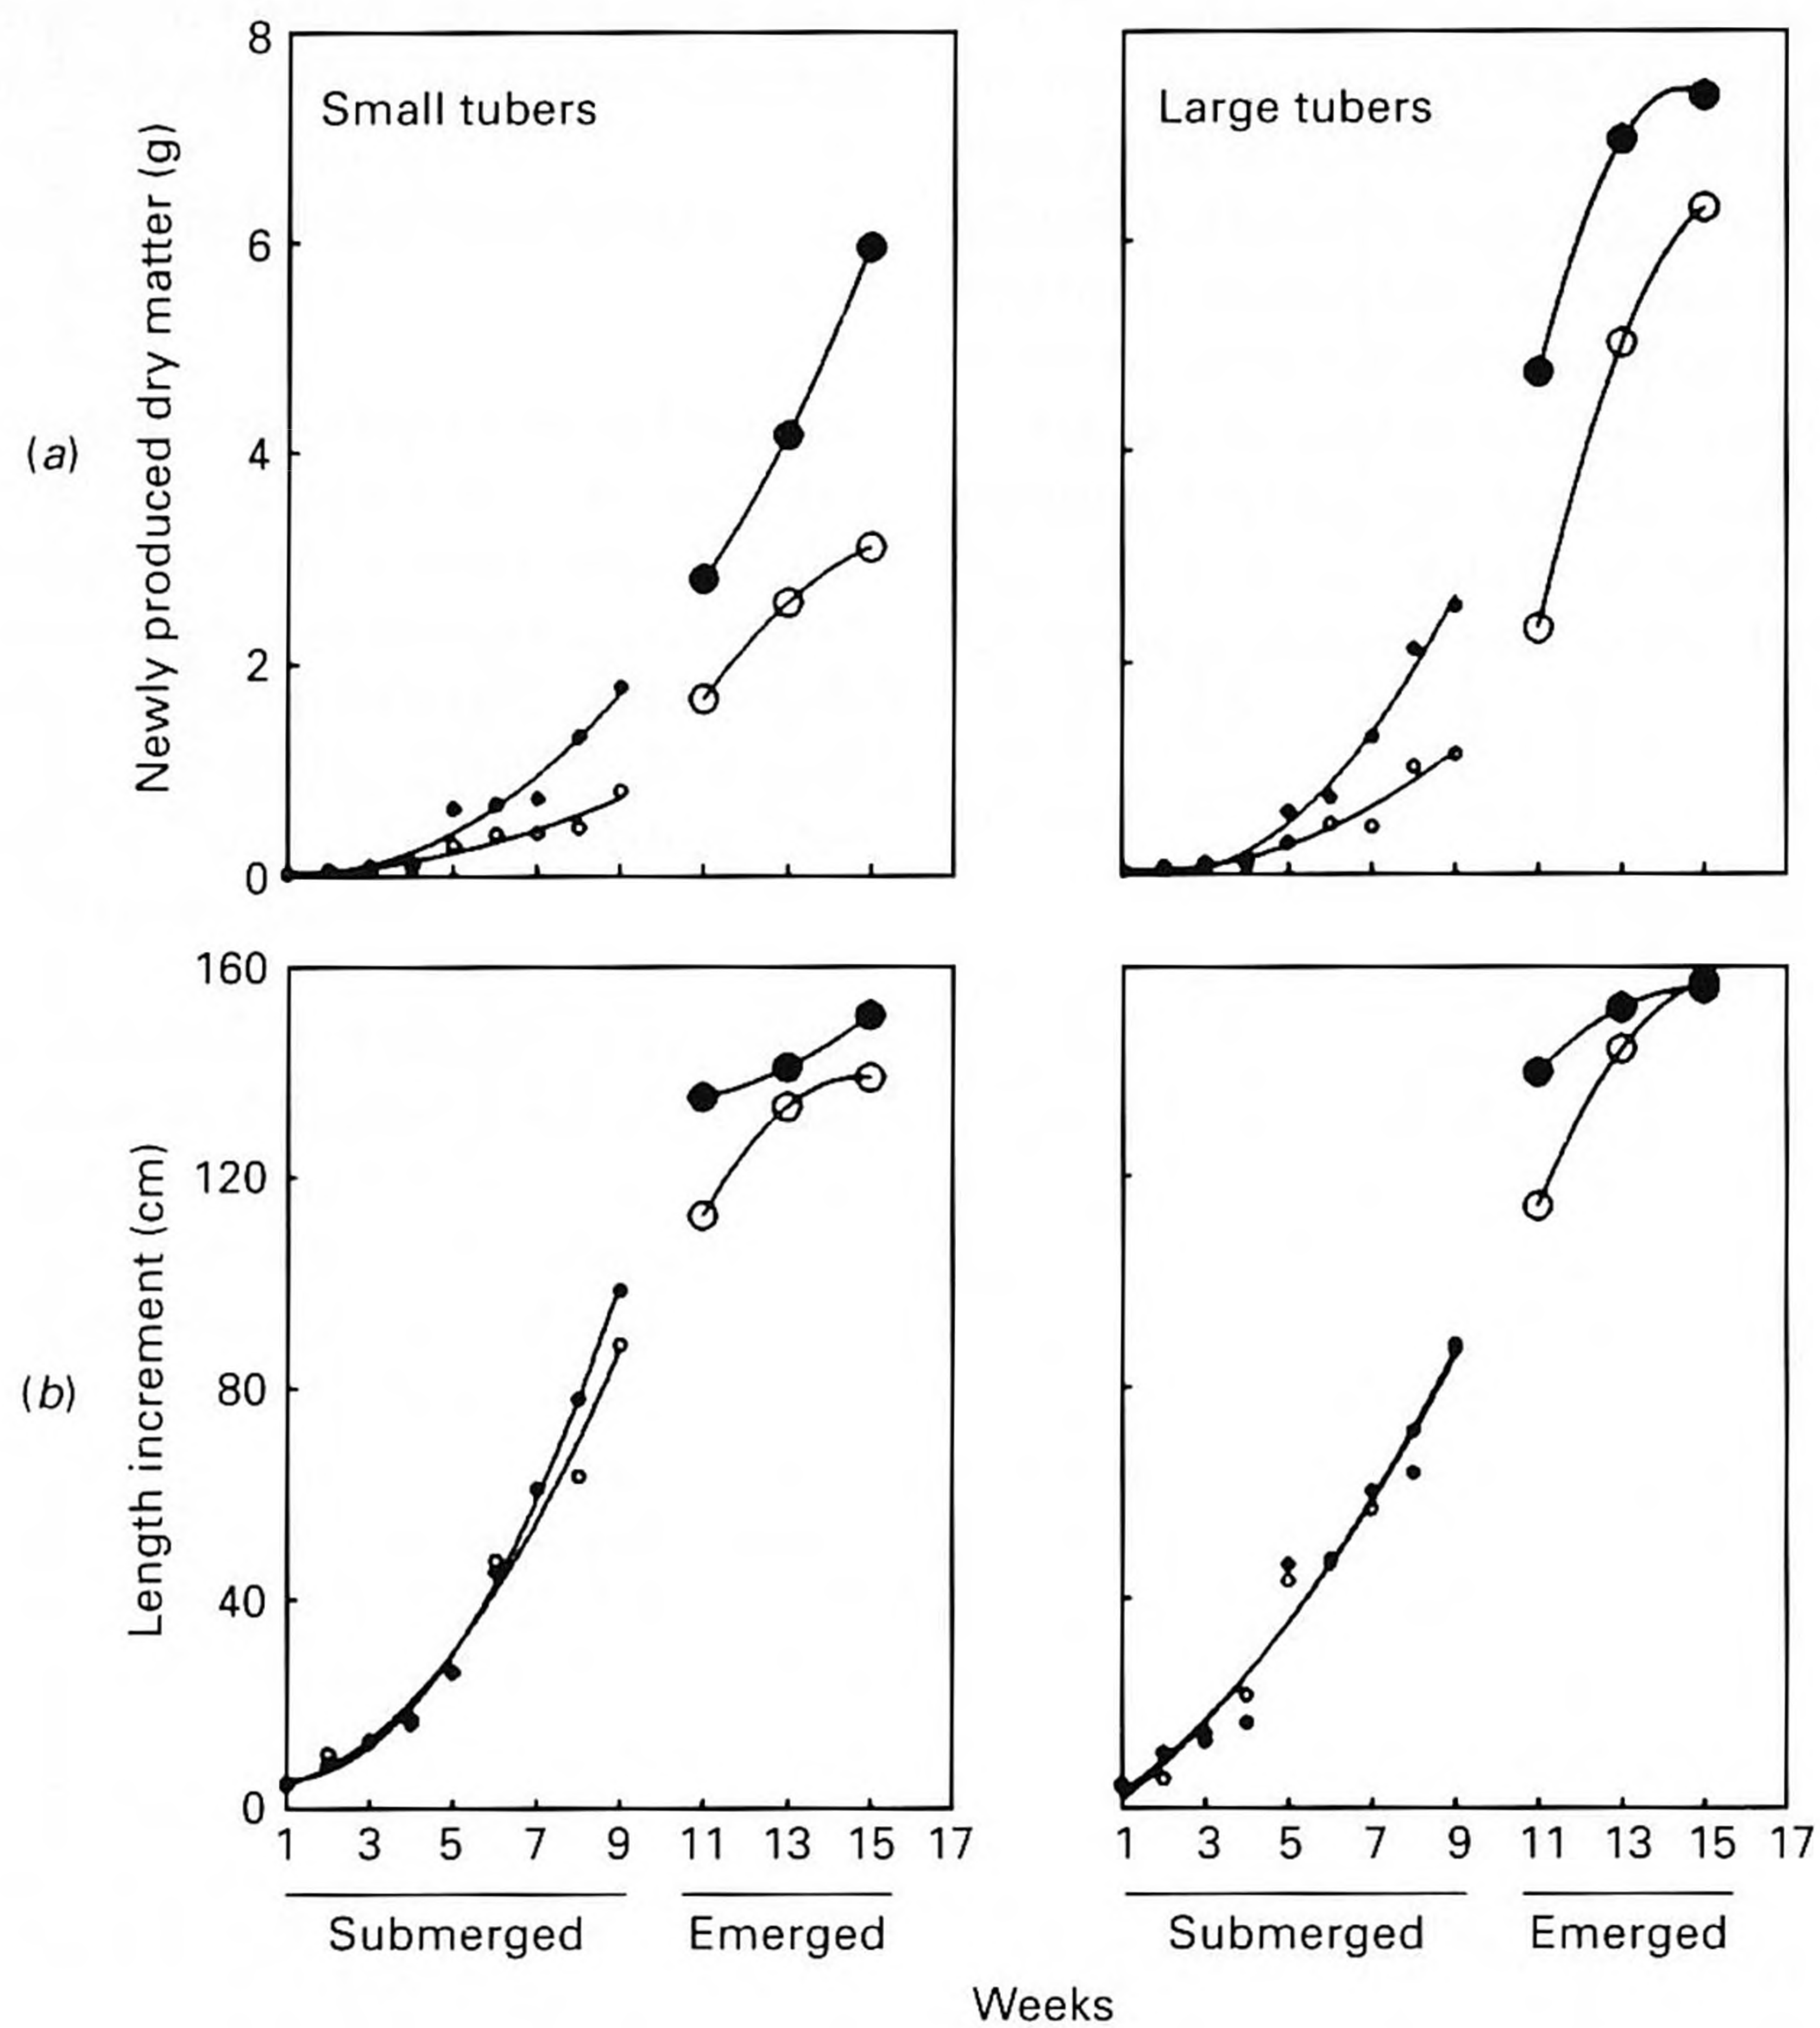 (a)
Newly produced dry matter (g)
8
6
4
2
0
Small tubers
Large tubers
(b)
Length increment (cm)
160
120
80
40
0
1 3 5 7 9 11 13 15 17
1 3 5 7 9 11 13 15 17
Submerged Emerged
Submerged Emerged
Weeks